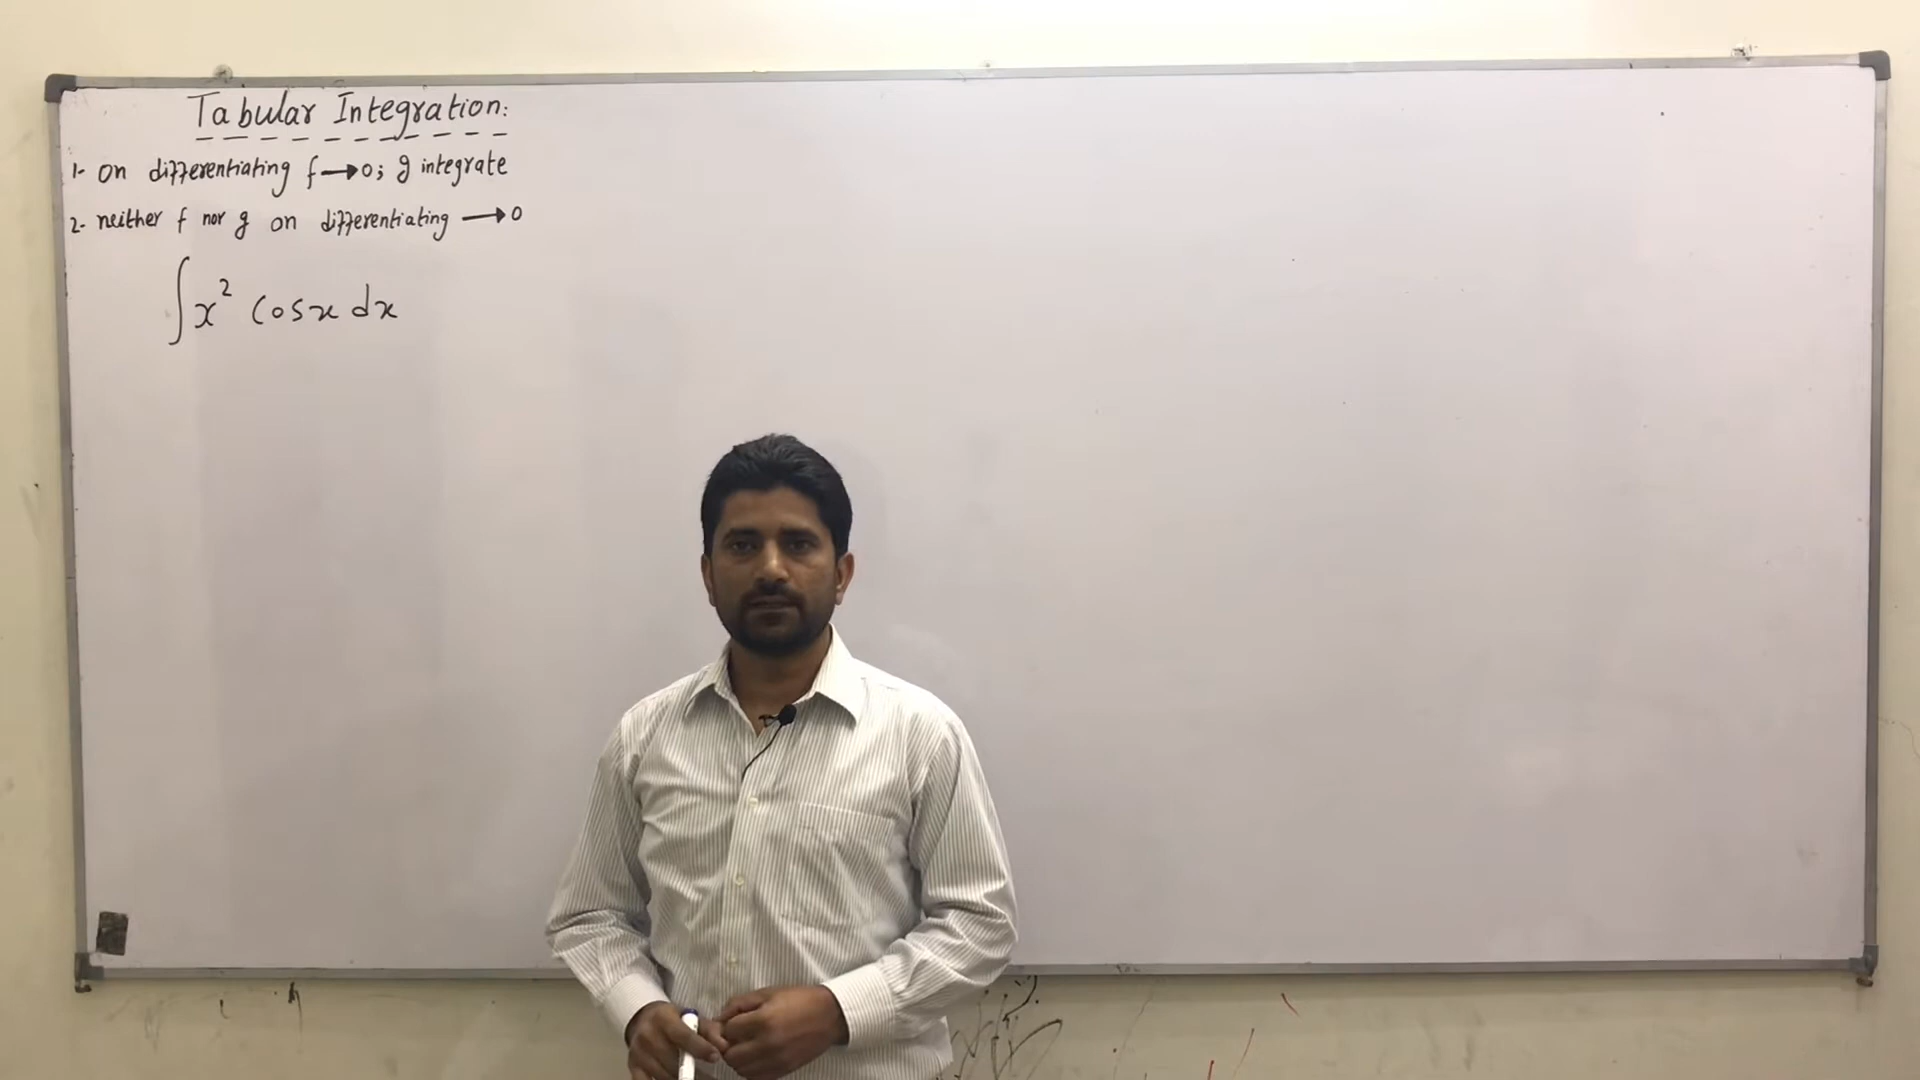 Tabular Integration:
1- On differentiating f→0; g integrate
2- neither f nor g on differentiating →0
∫x² Cosx dx